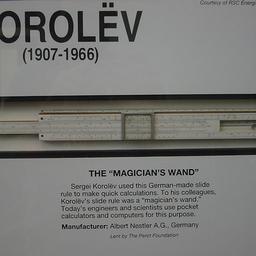 Courtesy of RSC Energia
OROLËV
(1907-1966)
THE "MAGICIAN'S WAND"
Sergei Korolëv used this German-made slide
rule to make quick calculations. To his colleagues,
Korolëv's slide rule was a "magician's wand."
Today's engineers and scientists use pocket
calculators and computers for this purpose.
Manufacturer: Albert Nestler A.G., Germany
Lent by The Perot Foundation